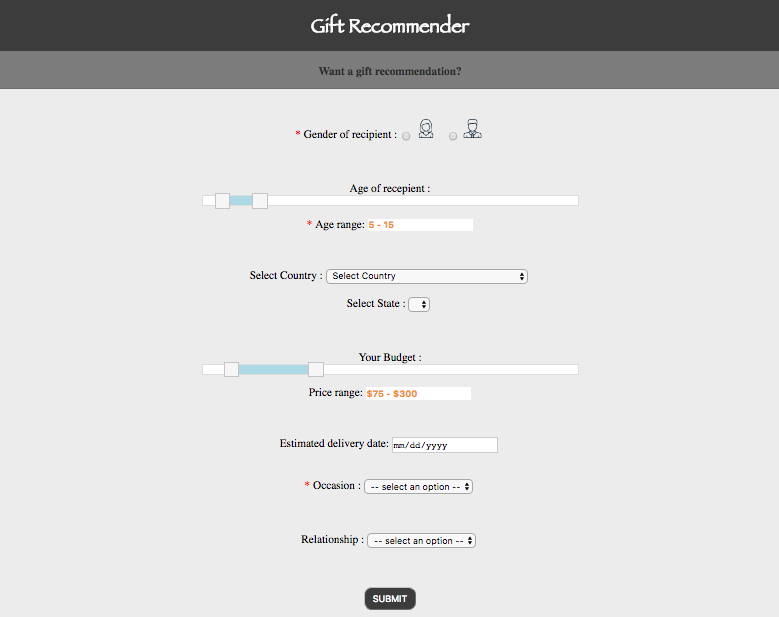 Gift Recommender
Want a gift recommendation?
* Gender of recipient :
Age of recepient :
* Age range: 5 - 15
Select Country : Select Country
Select State :
Your Budget :
Price range: $75 - $300
Estimated delivery date: mm/dd/yyyy
* Occasion : -- select an option --
Relationship : -- select an option --
SUBMIT